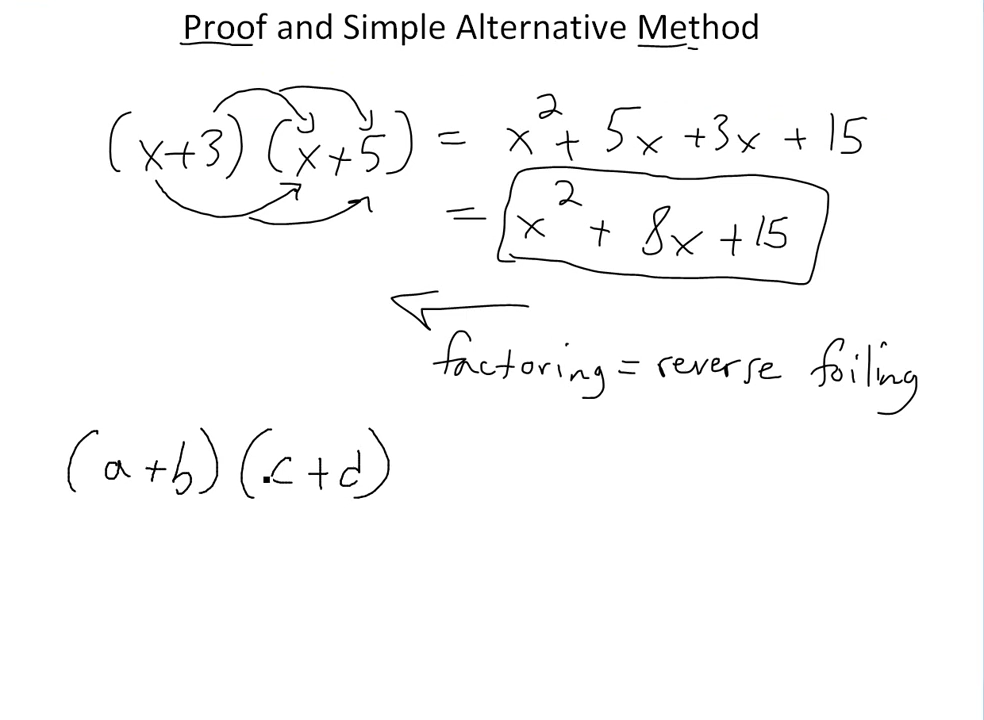 Proof and Simple Alternative Method
(x+3)(x+5) = x² + 5x +3x + 15
= x² + 8x +15
factoring = reverse foiling
(a+b)(c+d)